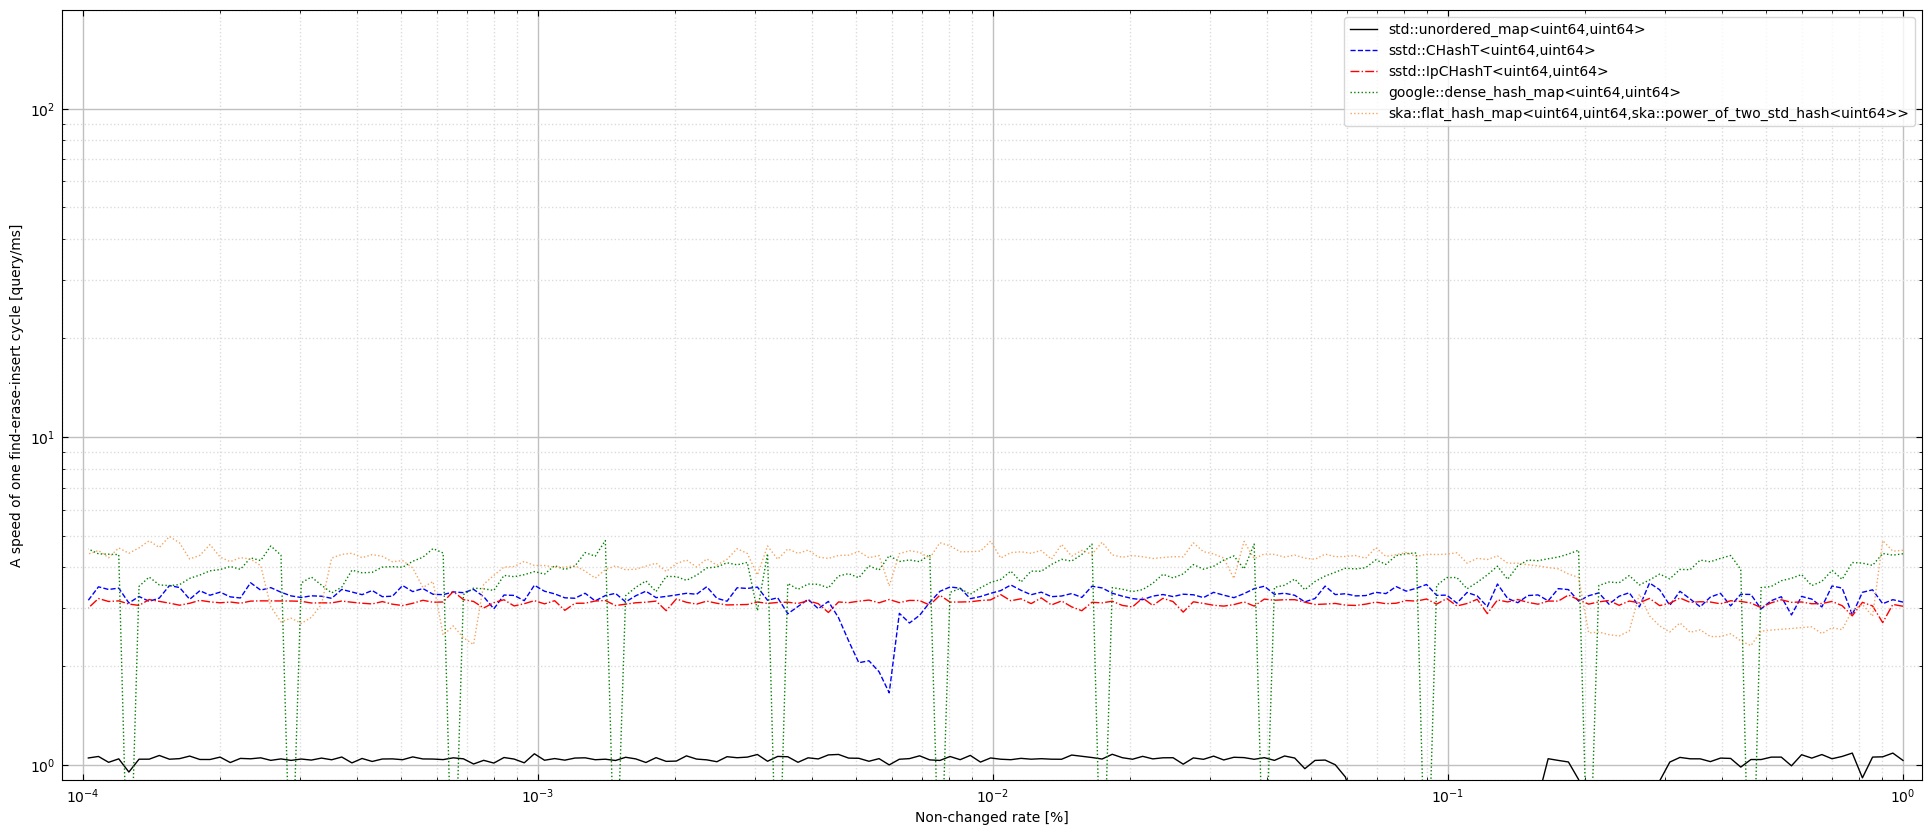 std::unordered_map<uint64,uint64>
sstd::CHashT<uint64,uint64>
sstd::IpCHashT<uint64,uint64>
google::dense_hash_map<uint64,uint64>
ska::flat_hash_map<uint64,uint64,ska::power_of_two_std_hash<uint64>>
A speed of one find-erase-insert cycle [query/ms]
10²
10¹
10⁰
10⁻⁴ 10⁻³ 10⁻² 10⁻¹ 10⁰
Non-changed rate [%]